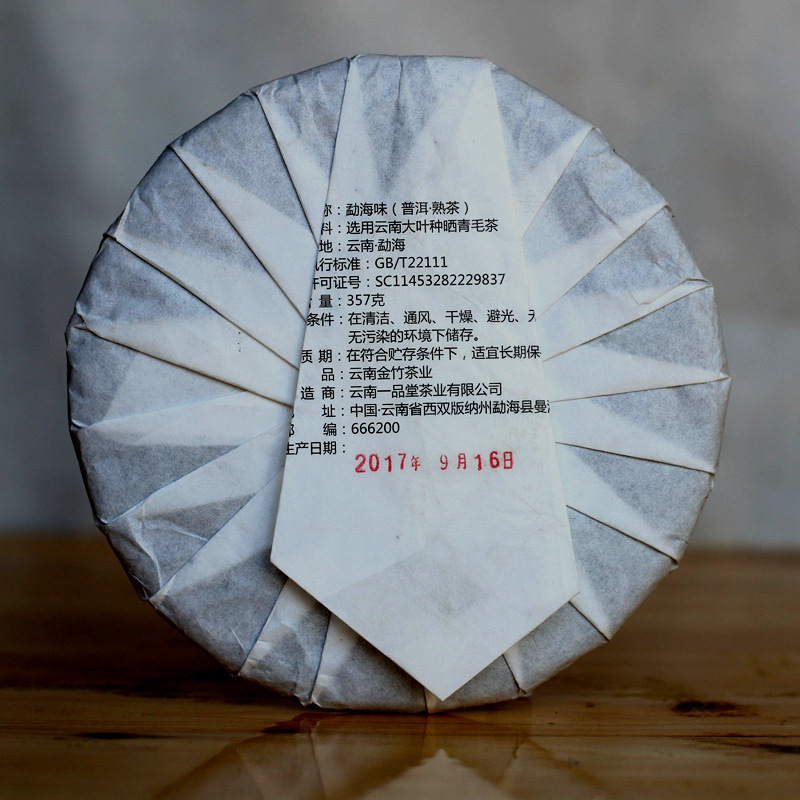 称：勐海味（普洱·熟茶）
料：选用云南大叶种晒青毛茶
地：云南·勐海
执行标准：GB/T22111
许可证号：SC11453282229837
量：357克
条件：在清洁、通风、干燥、避光、无
无污染的环境下储存。
质 期：在符合贮存条件下，适宜长期保
品：云南金竹茶业
造 商：云南一品堂茶业有限公司
址：中国·云南省西双版纳州勐海县曼
邮 编：666200
生产日期：
2017年 9月16日